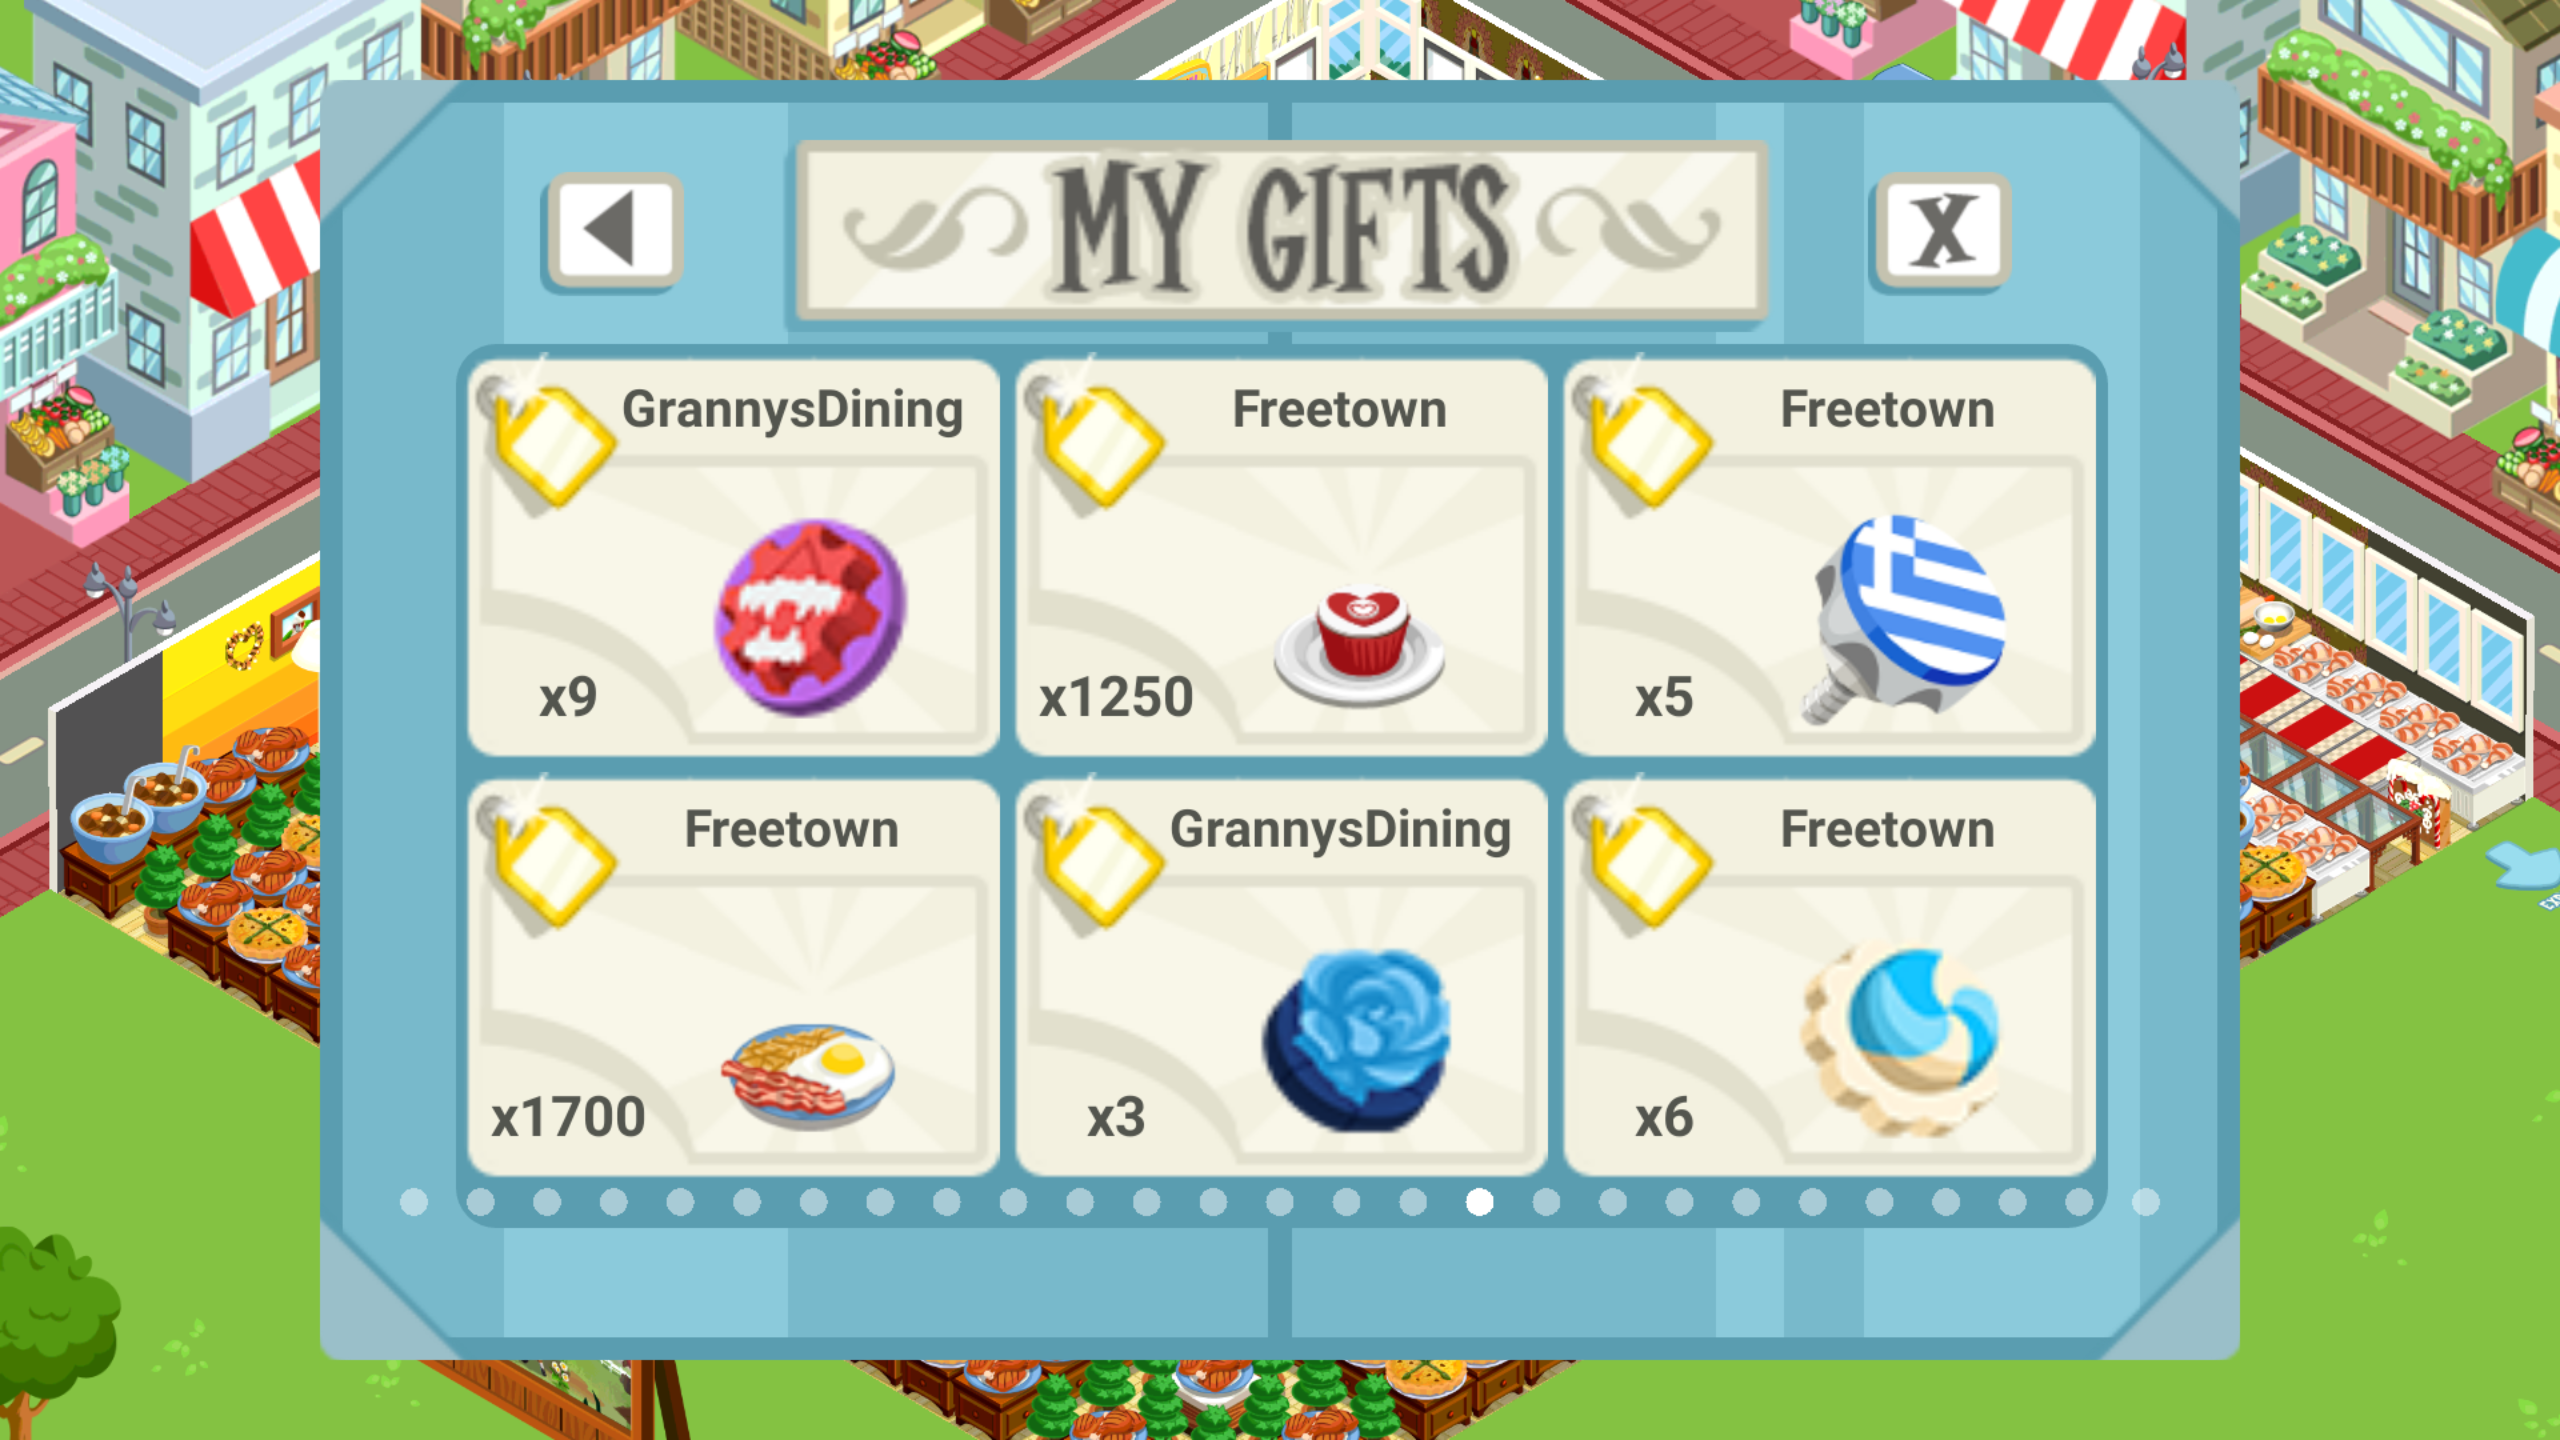 MY GIFTS
X
GrannysDining
x9
Freetown
x1250
Freetown
x5
Freetown
x1700
GrannysDining
x3
Freetown
x6